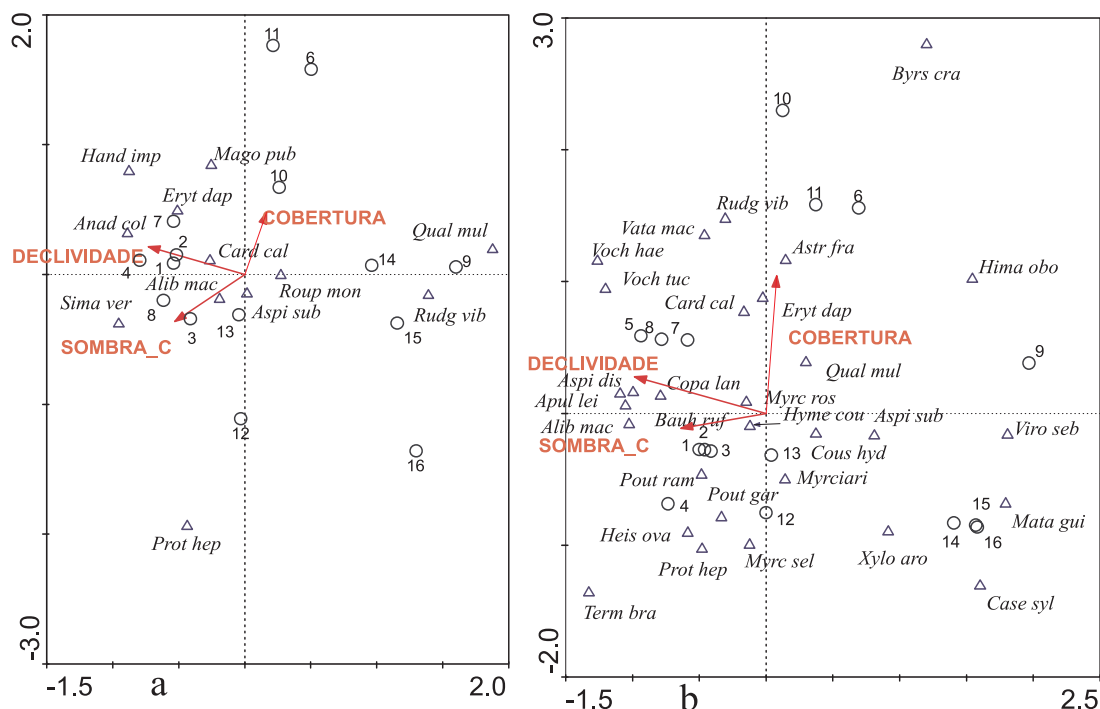 2.0
11
6
Hand imp
Mago pub
10
Eryt dap
COBERTURA
7
Anad col
Qual mul
DECLIVIDADE
2
Card cal
4
1
14
9
Alib mac
Roup mon
Sima ver
8
3
13
Aspi sub
Rudg vib
15
SOMBRA_C
12
16
Prot hep
-3.0
-1.5
a
2.0
3.0
Byrs cra
10
Rudg vib
11
6
Vata mac
Voch hae
Astr fra
Hima obo
Voch tuc
Card cal
Eryt dap
5
8
7
COBERTURA
9
DECLIVIDADE
Qual mul
Aspi dis
Copa lan
Apul lei
Myrc ros
Alib mac
Bauh ruf
Hyme cou
Aspi sub
Viro seb
SOMBRA_C
1
2
3
13
Cous hyd
Pout ram
Pout gar
Myrciari
4
12
15
Mata gui
Heis ova
14
16
Prot hep
Myrc sel
Xylo aro
Term bra
Case syl
-2.0
-1.5
b
2.5